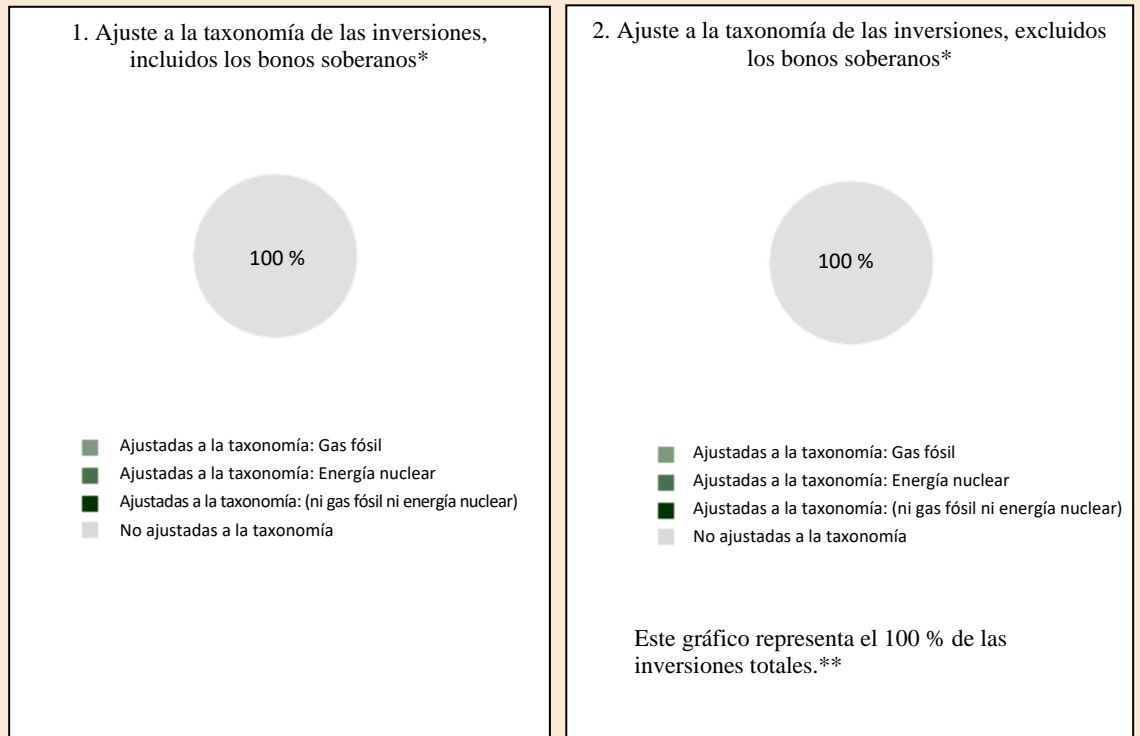 1. Ajuste a la taxonomía de las inversiones,
incluidos los bonos soberanos*
100 %
Ajustadas a la taxonomía: Gas fósil
Ajustadas a la taxonomía: Energía nuclear
Ajustadas a la taxonomía: (ni gas fósil ni energía nuclear)
No ajustadas a la taxonomía
2. Ajuste a la taxonomía de las inversiones, excluidos
los bonos soberanos*
100 %
Ajustadas a la taxonomía: Gas fósil
Ajustadas a la taxonomía: Energía nuclear
Ajustadas a la taxonomía: (ni gas fósil ni energía nuclear)
No ajustadas a la taxonomía
Este gráfico representa el 100 % de las
inversiones totales.**